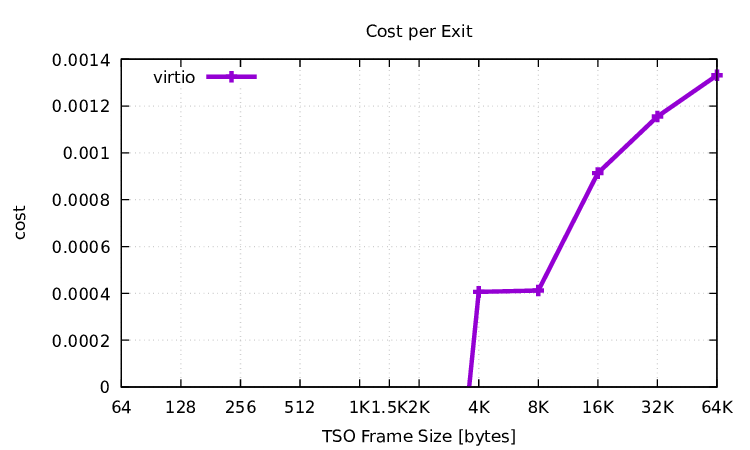 Cost per Exit
virtio
0.0014
0.0012
0.001
0.0008
0.0006
0.0004
0.0002
0
cost
64 128 256 512 1K1.5K2K 4K 8K 16K 32K 64K
TSO Frame Size [bytes]